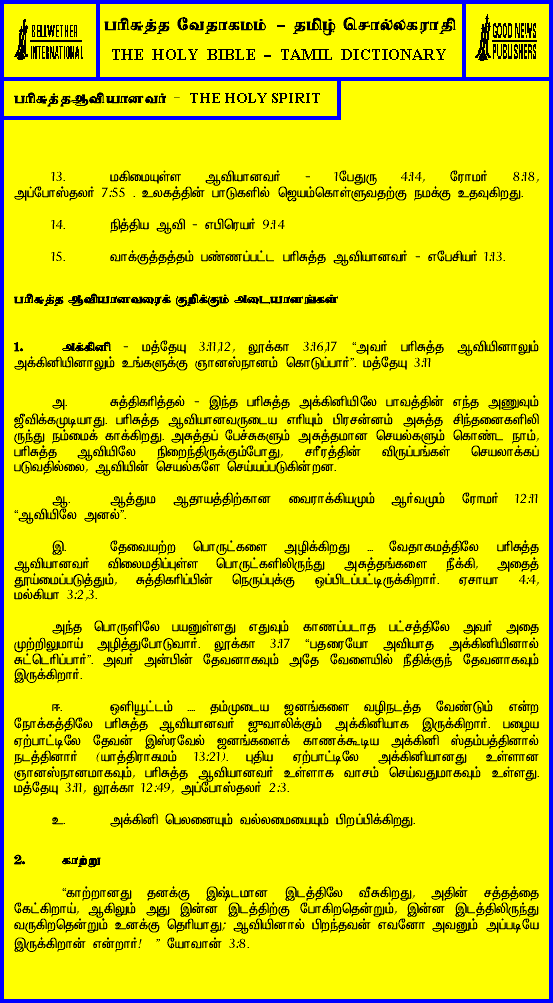 BELLWETHER
INTERNATIONAL
பரிசுத்த வேதாகமம் – தமிழ் சொல்லகராதி
THE HOLY BIBLE – TAMIL DICTIONARY
GOOD NEWS
PUBLISHERS
பரிசுத்தஆவியானவர் – THE HOLY SPIRIT
13. மகிமையுள்ள ஆவியானவர் – 1பேதுரு 4:14, ரோமர் 8:18,
அப்போஸ்தலர் 7:55 . உலகத்தின் பாடுகளில் ஜெயம்கொள்ளுவதற்கு நமக்கு உதவுகிறது.
14. நித்திய ஆவி – எபிரெயர் 9:14
15. வாக்குத்தத்தம் பண்ணப்பட்ட பரிசுத்த ஆவியானவர் – எபேசியர் 1:13.
பரிசுத்த ஆவியானவரைக் குறிக்கும் அடையாளங்கள்
1. அக்கினி – மத்தேயு 3:11,12, லூக்கா 3:16,17 “அவர் பரிசுத்த ஆவியினாலும்
அக்கினியினாலும் உங்களுக்கு ஞானஸ்நானம் கொடுப்பார்”. மத்தேயு 3:11
அ. சுத்திகரித்தல் – இந்த பரிசுத்த அக்கினியிலே பாவத்தின் எந்த அணுவும்
ஜீவிக்கமுடியாது. பரிசுத்த ஆவியானவருடைய எரியும் பிரசன்னம் அசுத்த சிந்தனைகளிலி
ருந்து நம்மைக் காக்கிறது. அசுத்தப் பேச்சுகளும் அசுத்தமான செயல்களும் கொண்ட நாம்,
பரிசுத்த ஆவியிலே நிறைந்திருக்கும்போது, சரீரத்தின் விருப்பங்கள் செயலாக்கப்
படுவதில்லை, ஆவியின் செயல்களே செய்யப்படுகின்றன.
ஆ. ஆத்தும ஆதாயத்திற்கான வைராக்கியமும் ஆர்வமும் ரோமர் 12:11
“ஆவியிலே அனல்”.
இ. தேவையற்ற பொருட்களை அழிக்கிறது ... வேதாகமத்திலே பரிசுத்த
ஆவியானவர் விலைமதிப்புள்ள பொருட்களிலிருந்து அசுத்தங்களை நீக்கி, அதைத்
தூய்மைப்படுத்தும், சுத்திகரிப்பின் நெருப்புக்கு ஒப்பிடப்பட்டிருக்கிறார். ஏசாயா 4:4,
மல்கியா 3:2,3.
அந்த பொருளிலே பயனுள்ளது எதுவும் காணப்படாத பட்சத்திலே அவர் அதை
முற்றிலுமாய் அழித்துபோடுவார். லூக்கா 3:17 “பதரையோ அவியாத அக்கினியினால்
சுட்டெரிப்பார்”. அவர் அன்பின் தேவனாகவும் அதே வேளையில் நீதிக்குந் தேவனாகவும்
இருக்கிறார்.
ஈ. ஒளியூட்டம் .... தம்முடைய ஜனங்களை வழிநடத்த வேண்டும் என்ற
நோக்கத்திலே பரிசுத்த ஆவியானவர் ஜுவாலிக்கும் அக்கினியாக இருக்கிறார். பழைய
ஏற்பாட்டிலே தேவன் இஸ்ரவேல் ஜனங்களைக் காணக்கூடிய அக்கினி ஸ்தம்பத்தினால்
நடத்தினார் (யாத்திராகமம் 13:21). புதிய ஏற்பாட்டிலே அக்கினியானது உள்ளான
ஞானஸ்நானமாகவும், பரிசுத்த ஆவியானவர் உள்ளாக வாசம் செய்வதுமாகவும் உள்ளது.
மத்தேயு 3:11, லூக்கா 12:49, அப்போஸ்தலர் 2:3.
உ. அக்கினி பெலனையும் வல்லமையையும் பிறப்பிக்கிறது.
2. காற்று
“காற்றானது தனக்கு இஷ்டமான இடத்திலே வீசுகிறது, அதின் சத்தத்தை
கேட்கிறாய், ஆகிலும் அது இன்ன இடத்திற்கு போகிறதென்றும், இன்ன இடத்திலிருந்து
வருகிறதென்றும் உனக்கு தெரியாது; ஆவியினால் பிறந்தவன் எவனோ அவனும் அப்படியே
இருக்கிறான் என்றார்! ” யோவான் 3:8.